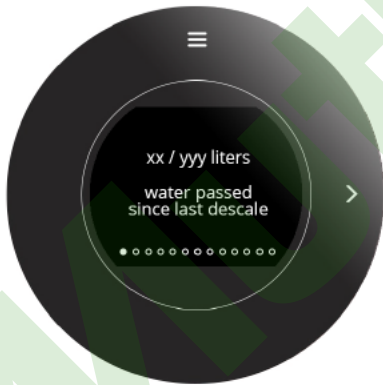 xx / yyy liters
water passed
since last descale